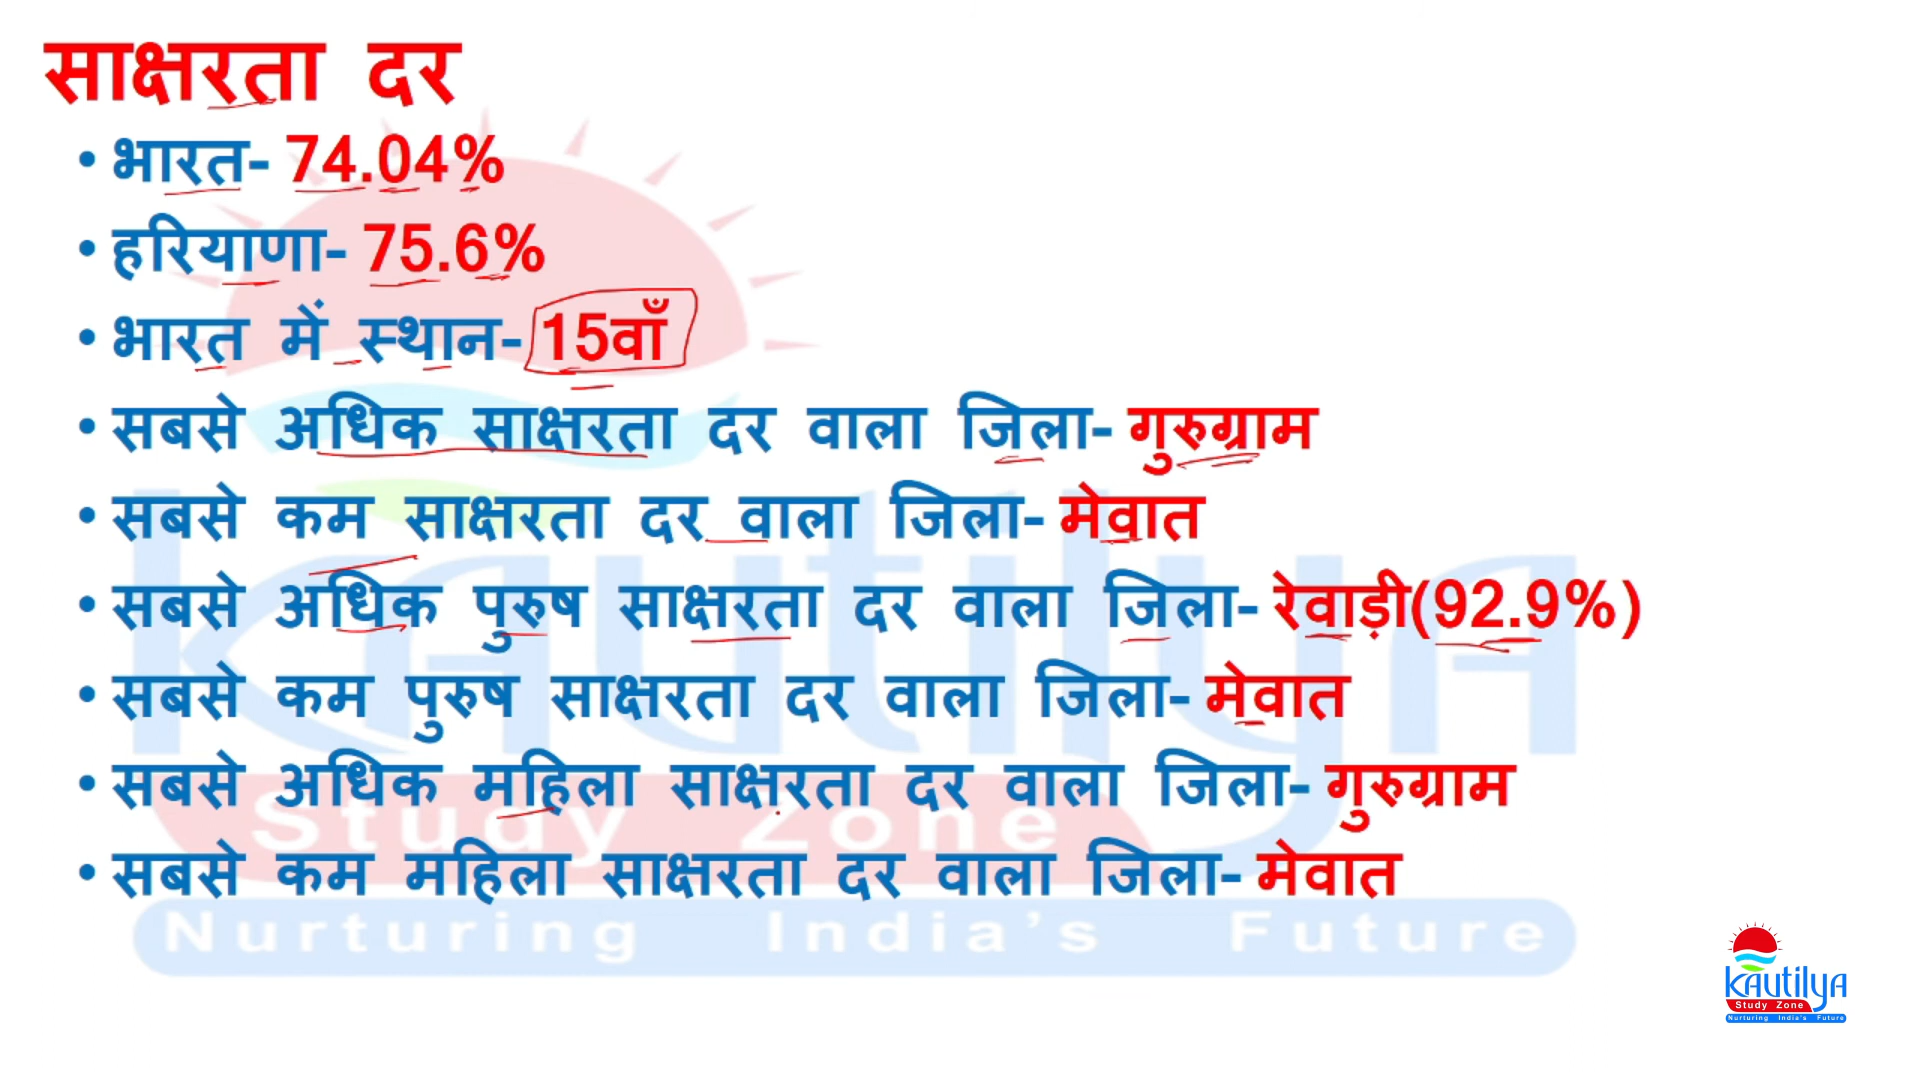 साक्षरता दर
• भारत- 74.04%
• हरियाणा- 75.6%
• भारत में स्थान- 15वाँ
• सबसे अधिक साक्षरता दर वाला जिला- गुरुग्राम
• सबसे कम साक्षरता दर वाला जिला- मेवात
• सबसे अधिक पुरुष साक्षरता दर वाला जिला- रेवाड़ी(92.9%)
• सबसे कम पुरुष साक्षरता दर वाला जिला- मेवात
• सबसे अधिक महिला साक्षरता दर वाला जिला- गुरुग्राम
• सबसे कम महिला साक्षरता दर वाला जिला- मेवात
Kautilya
Study Zone
Nurturing India's Future
Kautilya
Study Zone
Nurturing India's Future